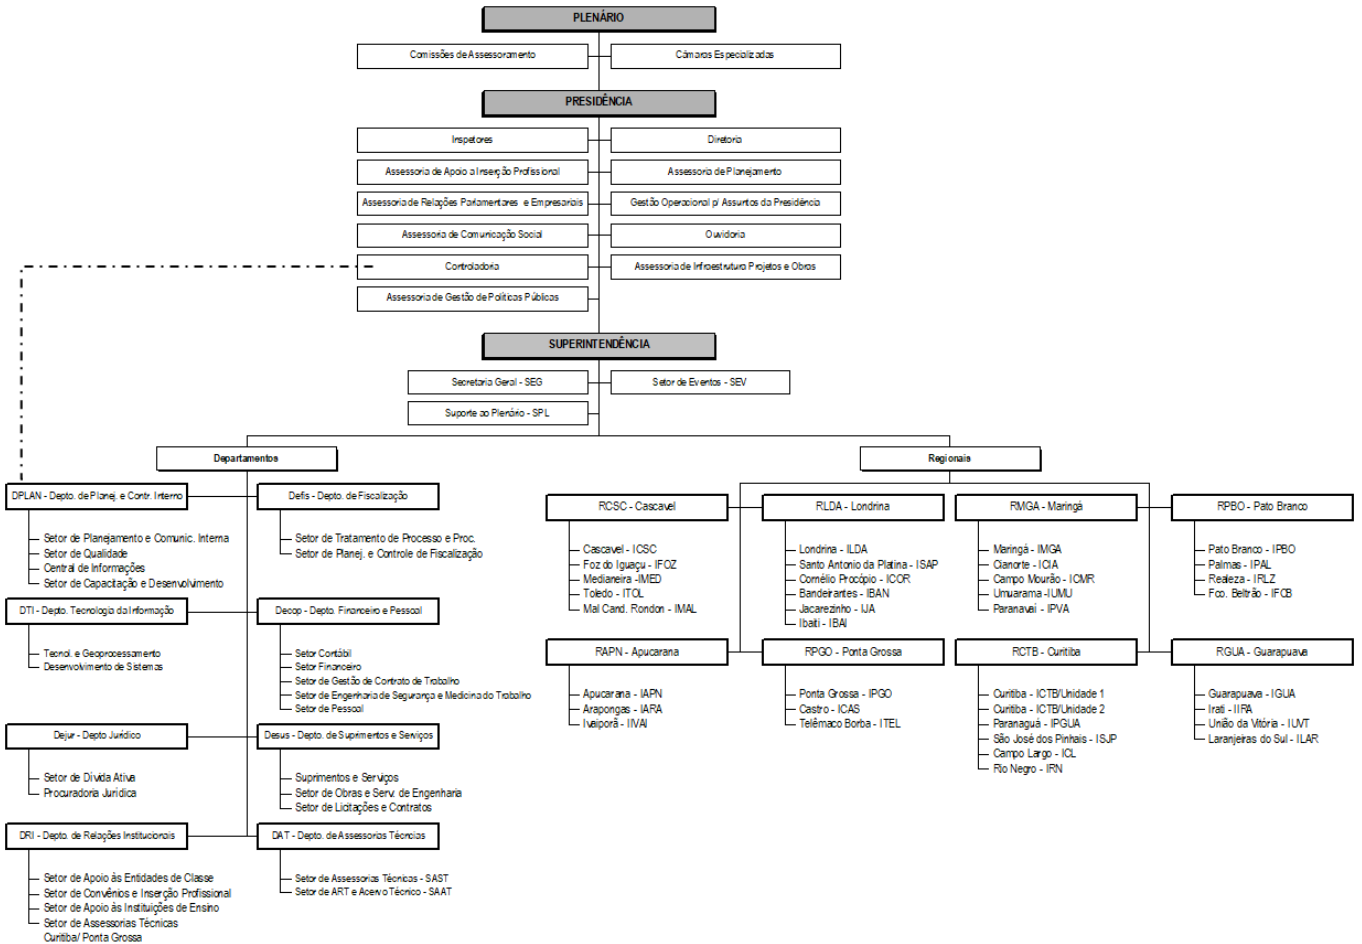 PLENÁRIO
Comissões de Assessoramento
Câmaras Especializadas
PRESIDÊNCIA
Inspetores
Diretoria
Assessoria de Apoio a Inserção Profissional
Assessoria de Planejamento
Assessoria de Relações Parlamentares e Empresariais
Gestão Operacional p/ Assuntos da Presidência
Assessoria de Comunicação Social
Ouvidoria
Controladoria
Assessoria de Infraestrutura Projetos e Obras
Assessoria de Gestão de Políticas Públicas
SUPERINTENDÊNCIA
Secretaria Geral - SEG
Setor de Eventos - SEV
Suporte ao Plenário - SPL
Departamentos
Regionais
DPLAN - Depto. de Planej. e Contr. Interno
Setor de Planejamento e Comunic. Interna
Setor de Qualidade
Central de Informações
Setor de Capacitação e Desenvolvimento
Defis - Depto. de Fiscalização
Setor de Tratamento de Processo e Proc.
Setor de Planej. e Controle de Fiscalização
DTI - Depto. Tecnologia da Informação
Tecnol. e Geoprocessamento
Desenvolvimento de Sistemas
Decop - Depto. Financeiro e Pessoal
Setor Contábil
Setor Financeiro
Setor de Gestão de Contrato de Trabalho
Setor de Engenharia de Segurança e Medicina do Trabalho
Setor de Pessoal
Dejur - Depto Jurídico
Setor de Dívida Ativa
Procuradoria Jurídica
Desus - Depto. de Suprimentos e Serviços
Suprimentos e Serviços
Setor de Obras e Serv. de Engenharia
Setor de Licitações e Contratos
DRI - Depto. de Relações Institucionais
Setor de Apoio às Entidades de Classe
Setor de Convênios e Inserção Profissional
Setor de Apoio às Instituições de Ensino
Setor de Assessorias Técnicas
Curitiba/ Ponta Grossa
DAT - Depto. de Assessorias Técnicas
Setor de Assessorias Técnicas - SAST
Setor de ART e Acervo Técnico - SAAT
RCSC - Cascavel
Cascavel - ICSC
Foz do Iguaçu - IFOZ
Medianeira -IMED
Toledo - ITOL
Mal Cand. Rondon - IMAL
RLDA - Londrina
Londrina - ILDA
Santo Antonio da Platina - ISAP
Cornélio Procópio - ICOR
Bandeirantes - IBAN
Jacarezinho - IJA
Ibaiti - IBAI
RMGA - Maringá
Maringá - IMGA
Cianorte - ICIA
Campo Mourão - ICMR
Umuarama -IUMU
Paranavaí - IPVA
RPBO - Pato Branco
Pato Branco - IPBO
Palmas - IPAL
Realeza - IRLZ
Fco. Beltrão - IFCB
RAPN - Apucarana
Apucarana - IAPN
Arapongas - IARA
Ivaiporã - IIVAI
RPGO - Ponta Grossa
Ponta Grossa - IPGO
Castro - ICAS
Telêmaco Borba - ITEL
RCTB - Curitiba
Curitiba - ICTB/Unidade 1
Curitiba - ICTB/Unidade 2
Paranaguá - IPGUA
São José dos Pinhais - ISJP
Campo Largo - ICL
Rio Negro - IRN
RGUA - Guarapuava
Guarapuava - IGUA
Irati - IIRA
União da Vitória - IUVT
Laranjeiras do Sul - ILAR